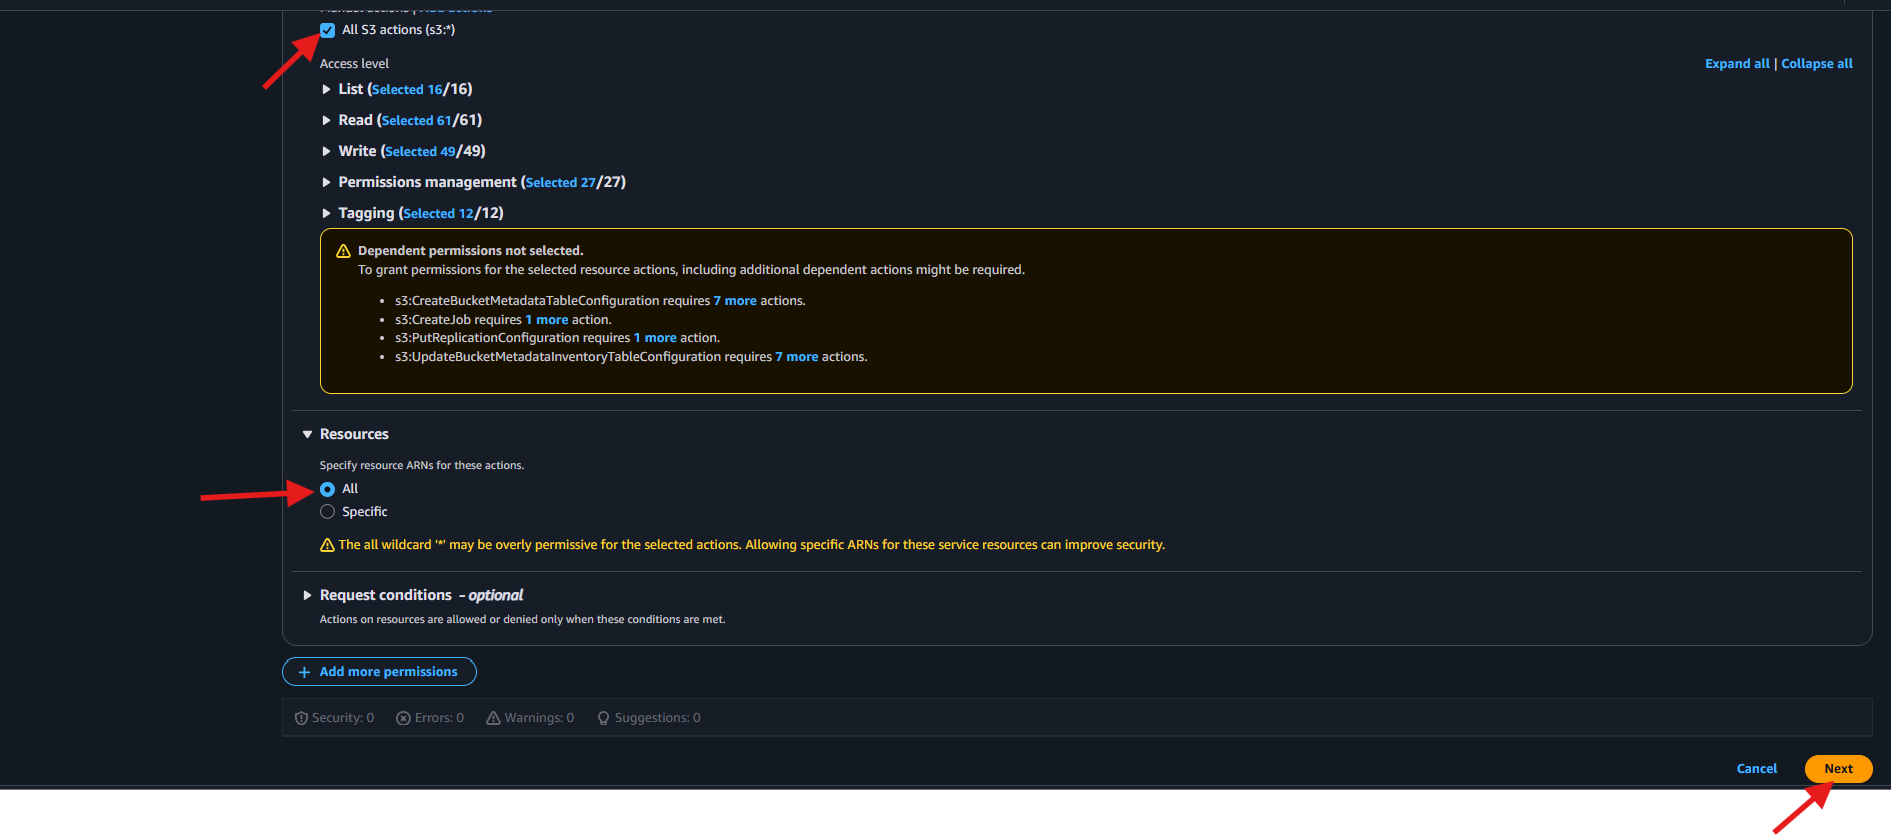 Manual actions | Add actions
All S3 actions (s3:*)
Access level
Expand all | Collapse all
List (Selected 16/16)
Read (Selected 61/61)
Write (Selected 49/49)
Permissions management (Selected 27/27)
Tagging (Selected 12/12)
Dependent permissions not selected.
To grant permissions for the selected resource actions, including additional dependent actions might be required.
• s3:CreateBucketMetadataTableConfiguration requires 7 more actions.
• s3:CreateJob requires 1 more action.
• s3:PutReplicationConfiguration requires 1 more action.
• s3:UpdateBucketMetadataInventoryTableConfiguration requires 7 more actions.
Resources
Specify resource ARNs for these actions.
All
Specific
The all wildcard '*' may be overly permissive for the selected actions. Allowing specific ARNs for these service resources can improve security.
Request conditions - optional
Actions on resources are allowed or denied only when these conditions are met.
+ Add more permissions
Security: 0 Errors: 0 Warnings: 0 Suggestions: 0
Cancel Next